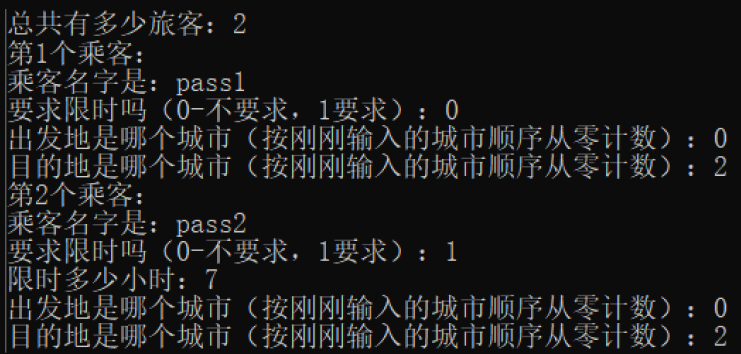 总共有多少旅客：2
第1个乘客：
乘客名字是：pass1
要求限时吗（0-不要求，1要求）：0
出发地是哪个城市（按刚刚输入的城市顺序从零计数）：0
目的地是哪个城市（按刚刚输入的城市顺序从零计数）：2
第2个乘客：
乘客名字是：pass2
要求限时吗（0-不要求，1要求）：1
限时多少小时：7
出发地是哪个城市（按刚刚输入的城市顺序从零计数）：0
目的地是哪个城市（按刚刚输入的城市顺序从零计数）：2